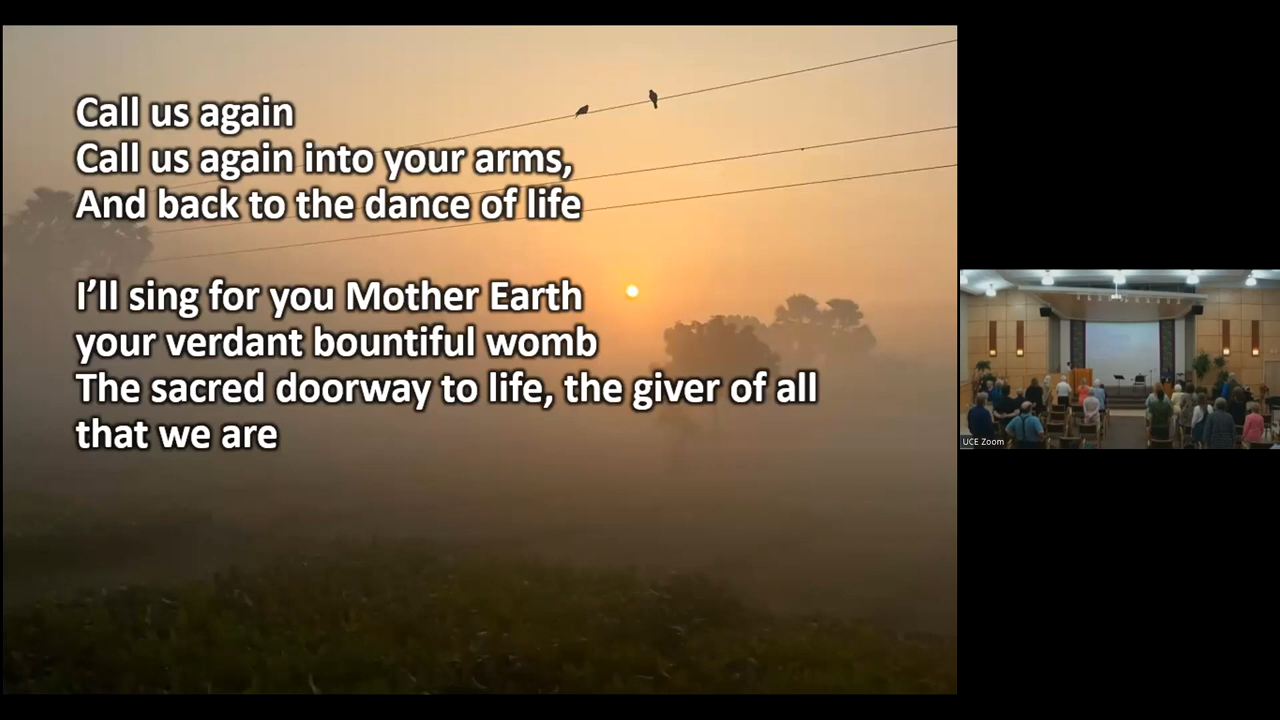 Call us again
Call us again into your arms,
And back to the dance of life
I’ll sing for you Mother Earth
your verdant bountiful womb
The sacred doorway to life, the giver of all
that we are
UCE Zoom